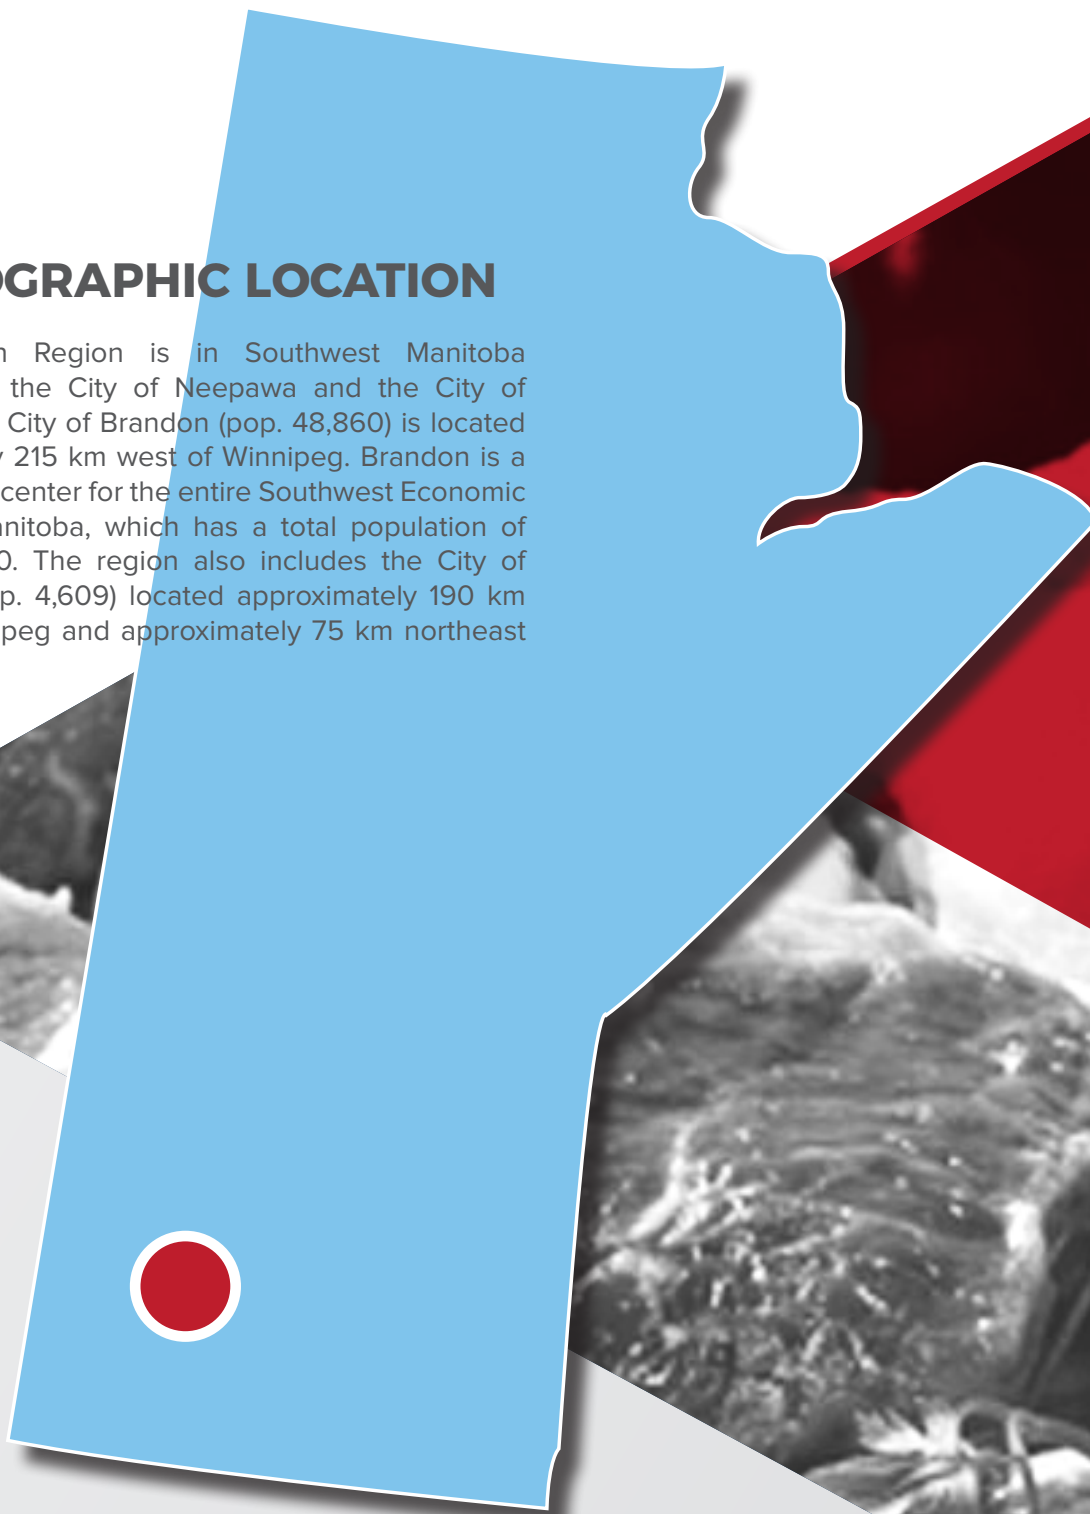 OGRAPHIC LOCATION
n Region is in Southwest Manitoba
the City of Neepawa and the City of
City of Brandon (pop. 48,860) is located
y 215 km west of Winnipeg. Brandon is a
center for the entire Southwest Economic
anitoba, which has a total population of
0. The region also includes the City of
p. 4,609) located approximately 190 km
peg and approximately 75 km northeast